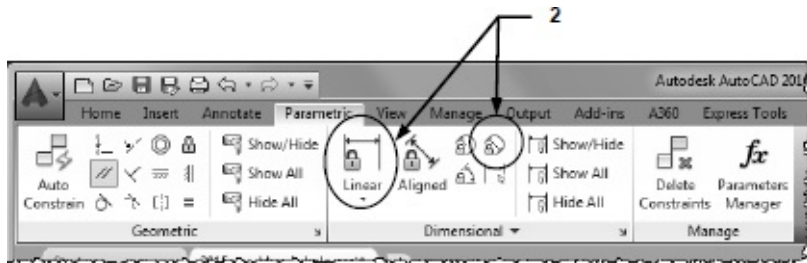 2
Autodesk AutoCAD 201
Home Insert Annotate Parametric View Manage Output Add-ins A360 Express Tools
Show/Hide Show/Hide
Show All Show All
Auto Constrain Linear Aligned Delete Constraints fx Parameters Manager
Hide All Hide All
Geometric Dimensional Manage